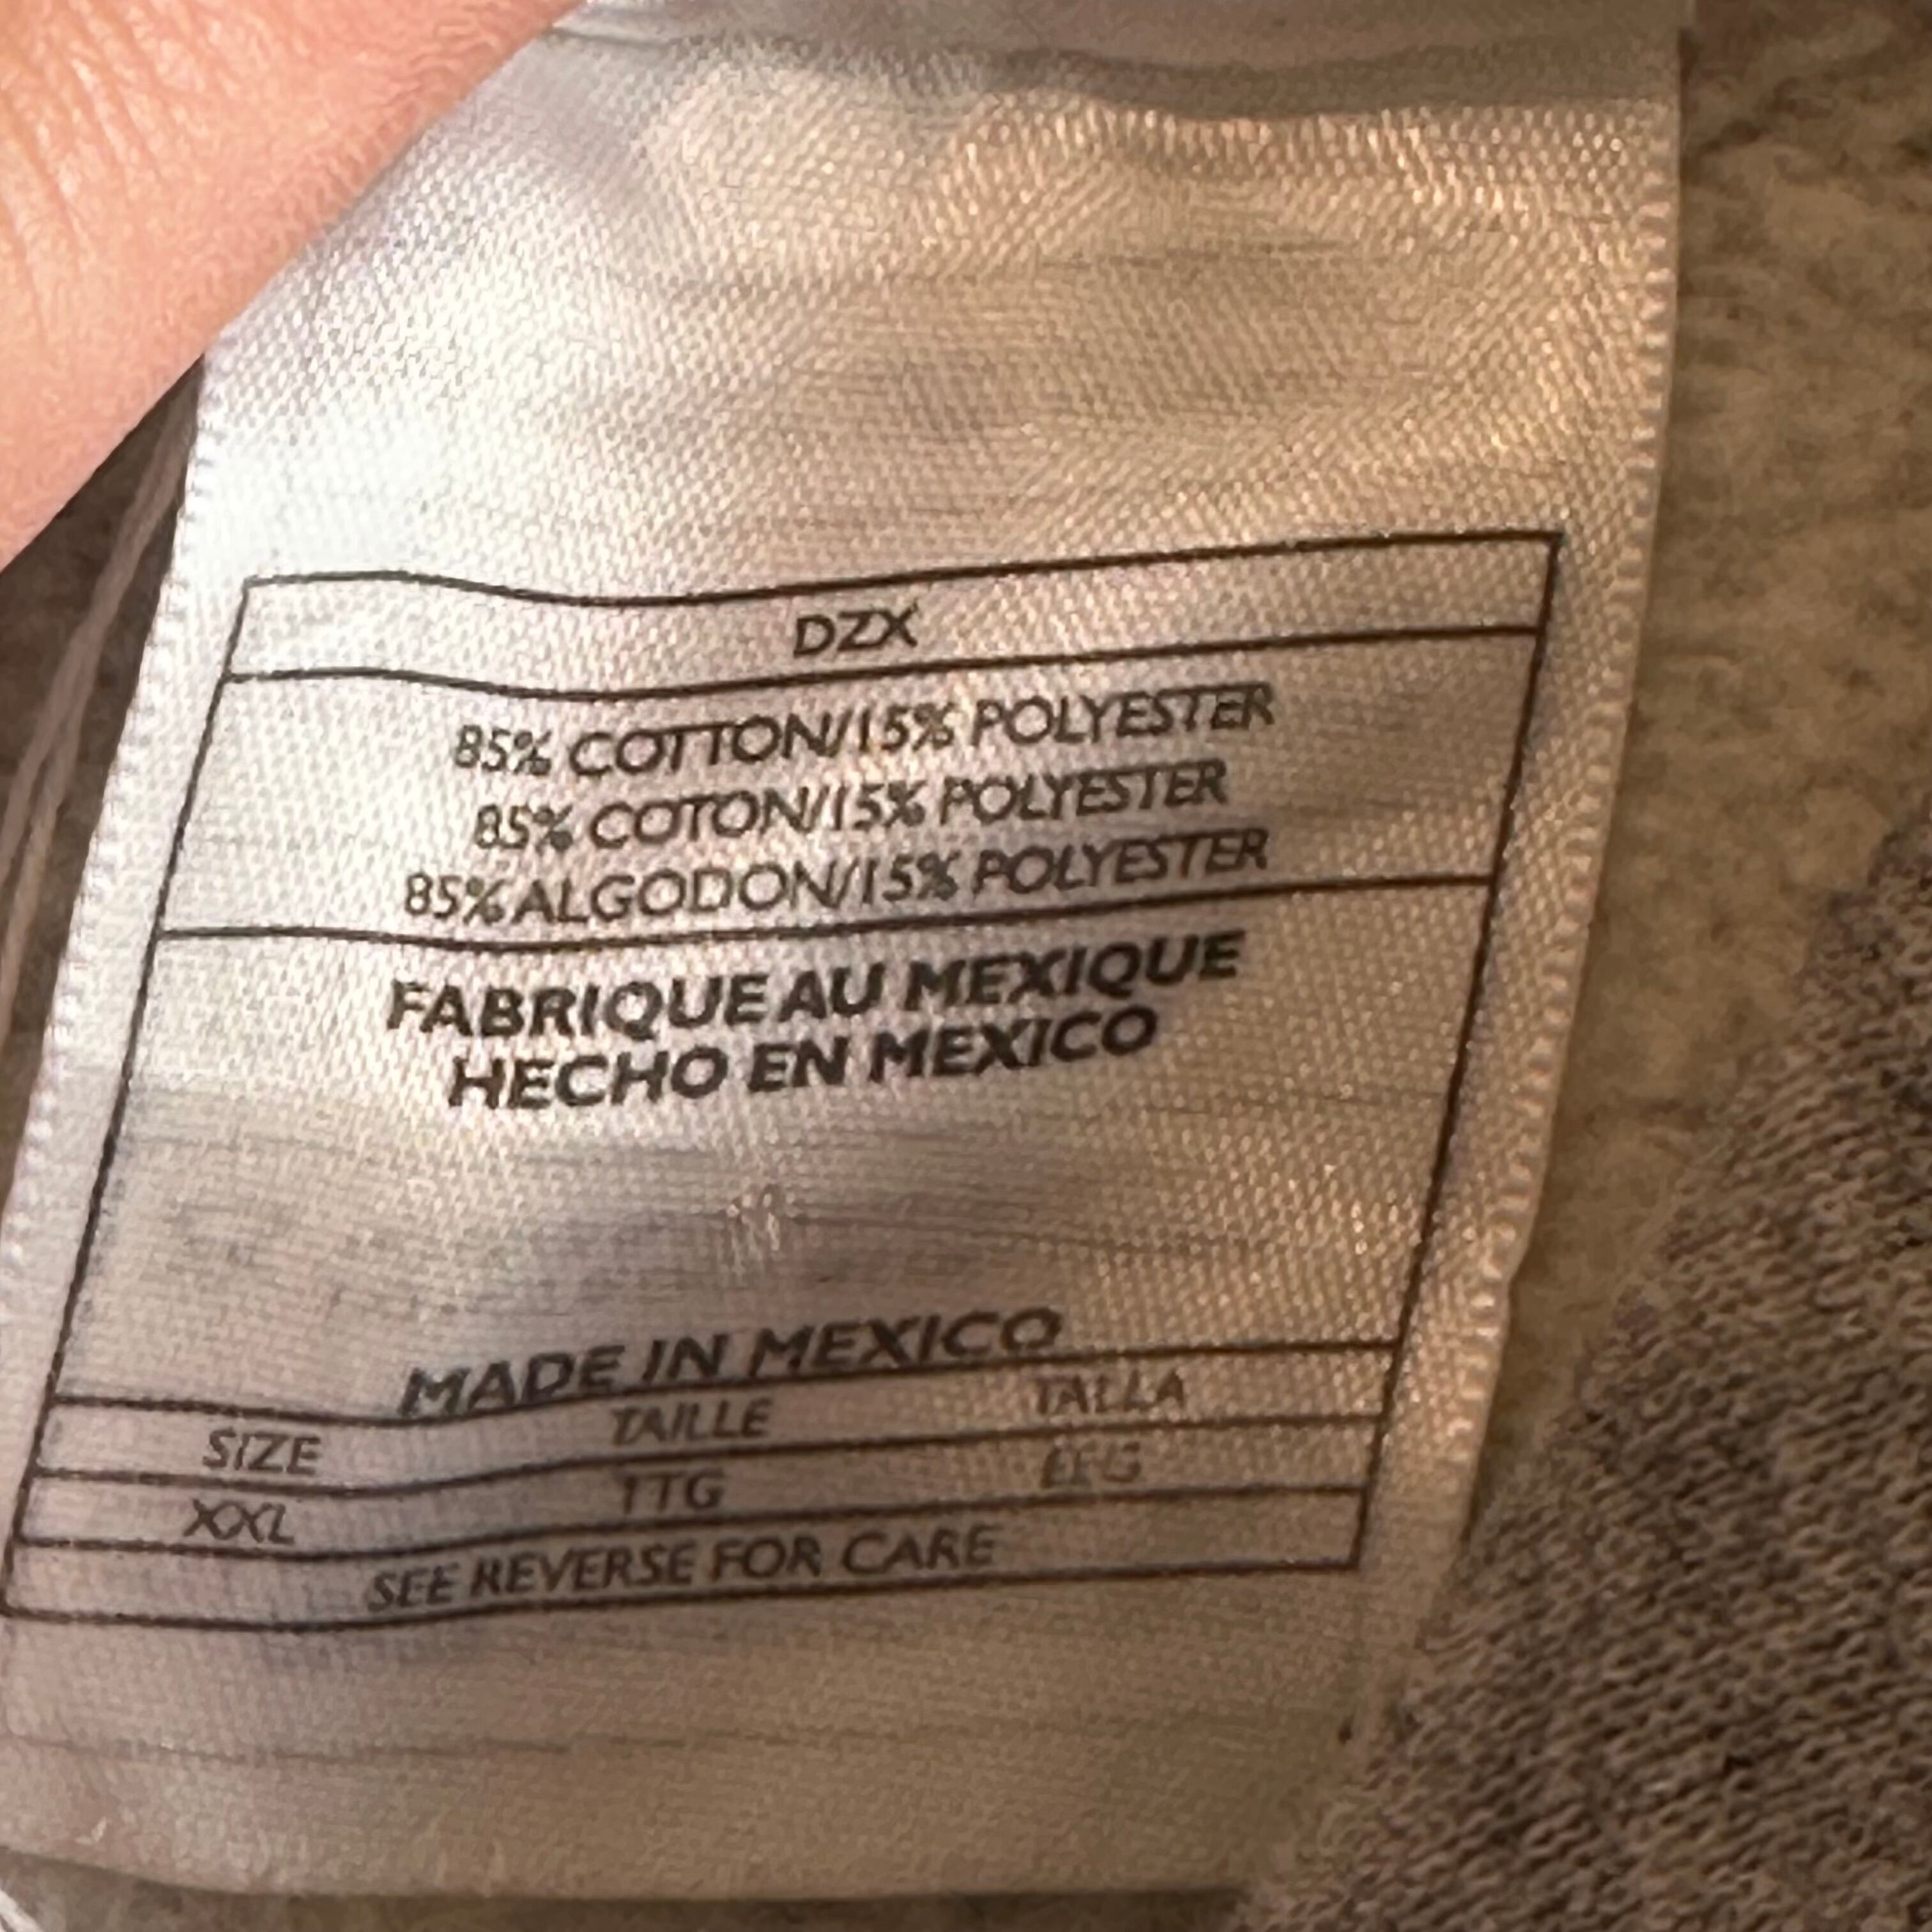 DZX
85% COTTON/15% POLYESTER
85% COTON/15% POLYESTER
85% ALGODON/15% POLYESTER
FABRIQUE AU MEXIQUE
HECHO EN MEXICO
MADE IN MEXICO
SIZE TAILLE TALLA
XXL TTG EEG
SEE REVERSE FOR CARE